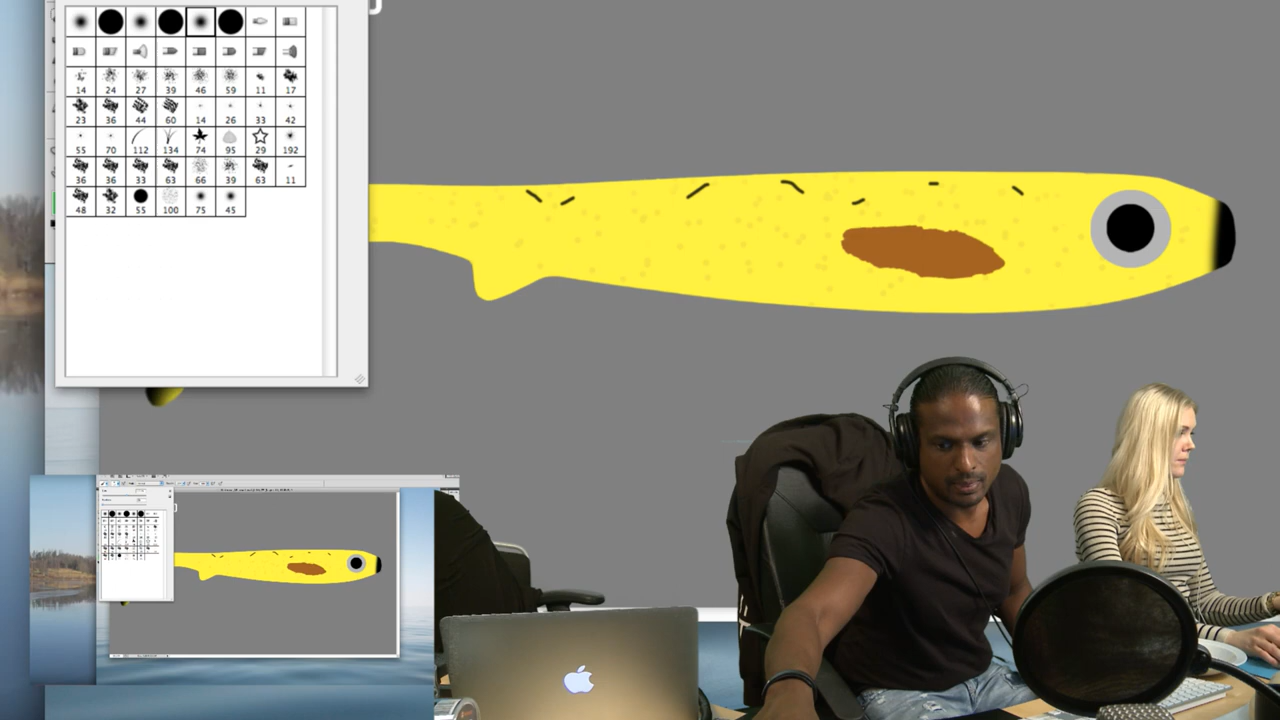 14 24 27 39 46 59 11 17
23 36 44 60 14 26 33 42
55 70 112 134 74 95 29 192
36 36 33 63 66 39 63 11
48 32 55 100 75 45